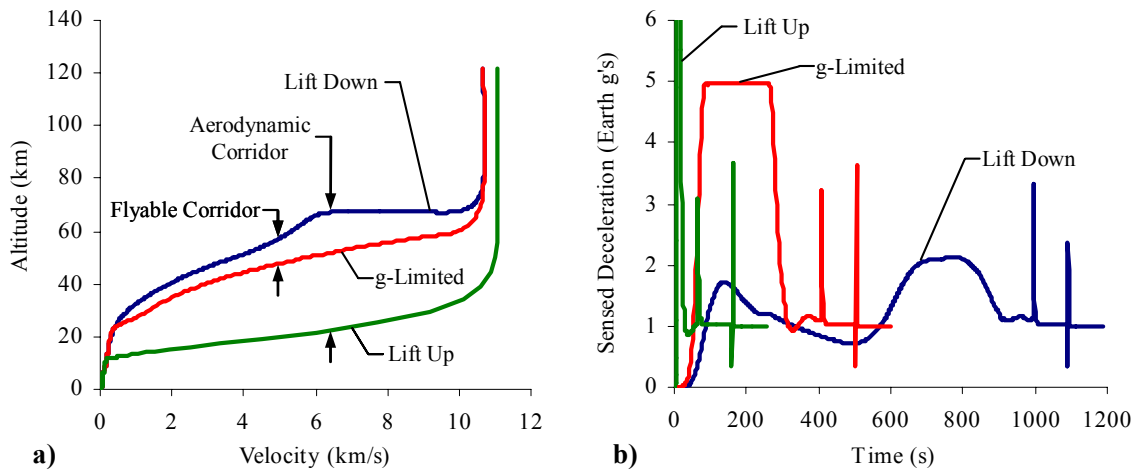 140
120
100
80
60
40
20
0
Altitude (km)
Lift Down
Aerodynamic
Corridor
Flyable Corridor
g-Limited
Lift Up
0
2
4
6
8
10
12
Velocity (km/s)
a)
6
5
4
3
2
1
0
Sensed Deceleration (Earth g's)
Lift Up
g-Limited
Lift Down
0
200
400
600
800
1000
1200
Time (s)
b)